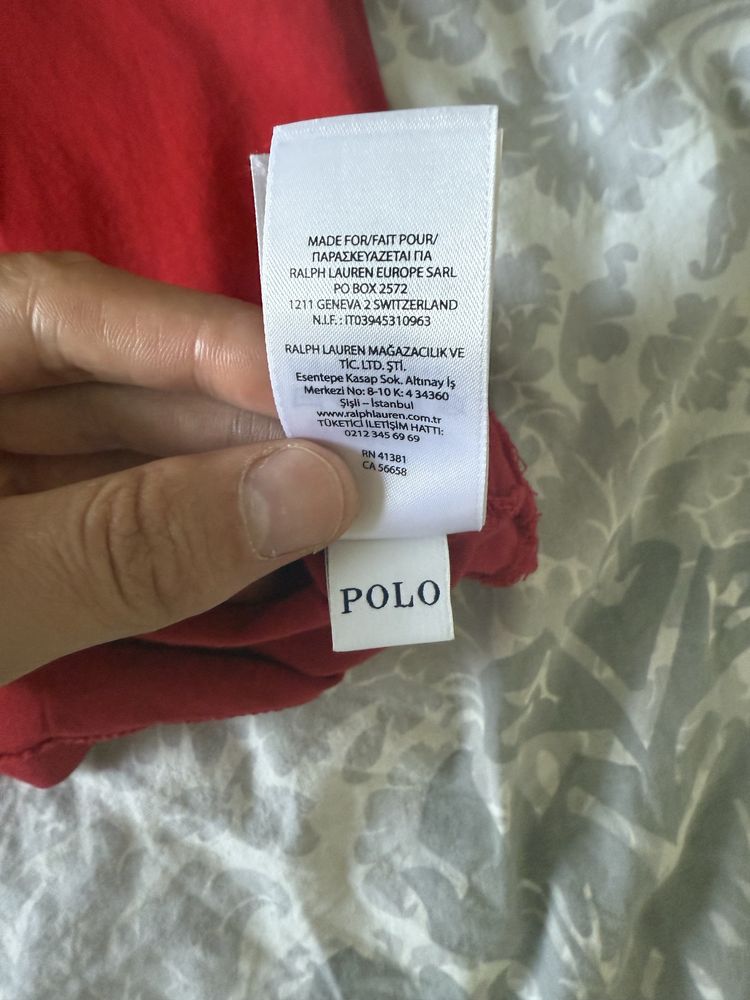 MADE FOR/FAIT POUR/
ΠΑΡΑΣΚΕΥΑΖΕΤΑΙ ΓΙΑ
RALPH LAUREN EUROPE SARL
PO BOX 2572
1211 GENEVA 2 SWITZERLAND
N.I.F.: IT03945310963
RALPH LAUREN MAĞAZACILIK VE
TİC. LTD. ŞTİ.
Esentepe Kasap Sok. Altınay İş
Merkezi No: 8-10 K: 4 34360
Şişli – İstanbul
www.ralphlauren.com.tr
TÜKETİCİ İLETİŞİM HATTI:
0212 345 69 69
RN 41381
CA 56658
POLO